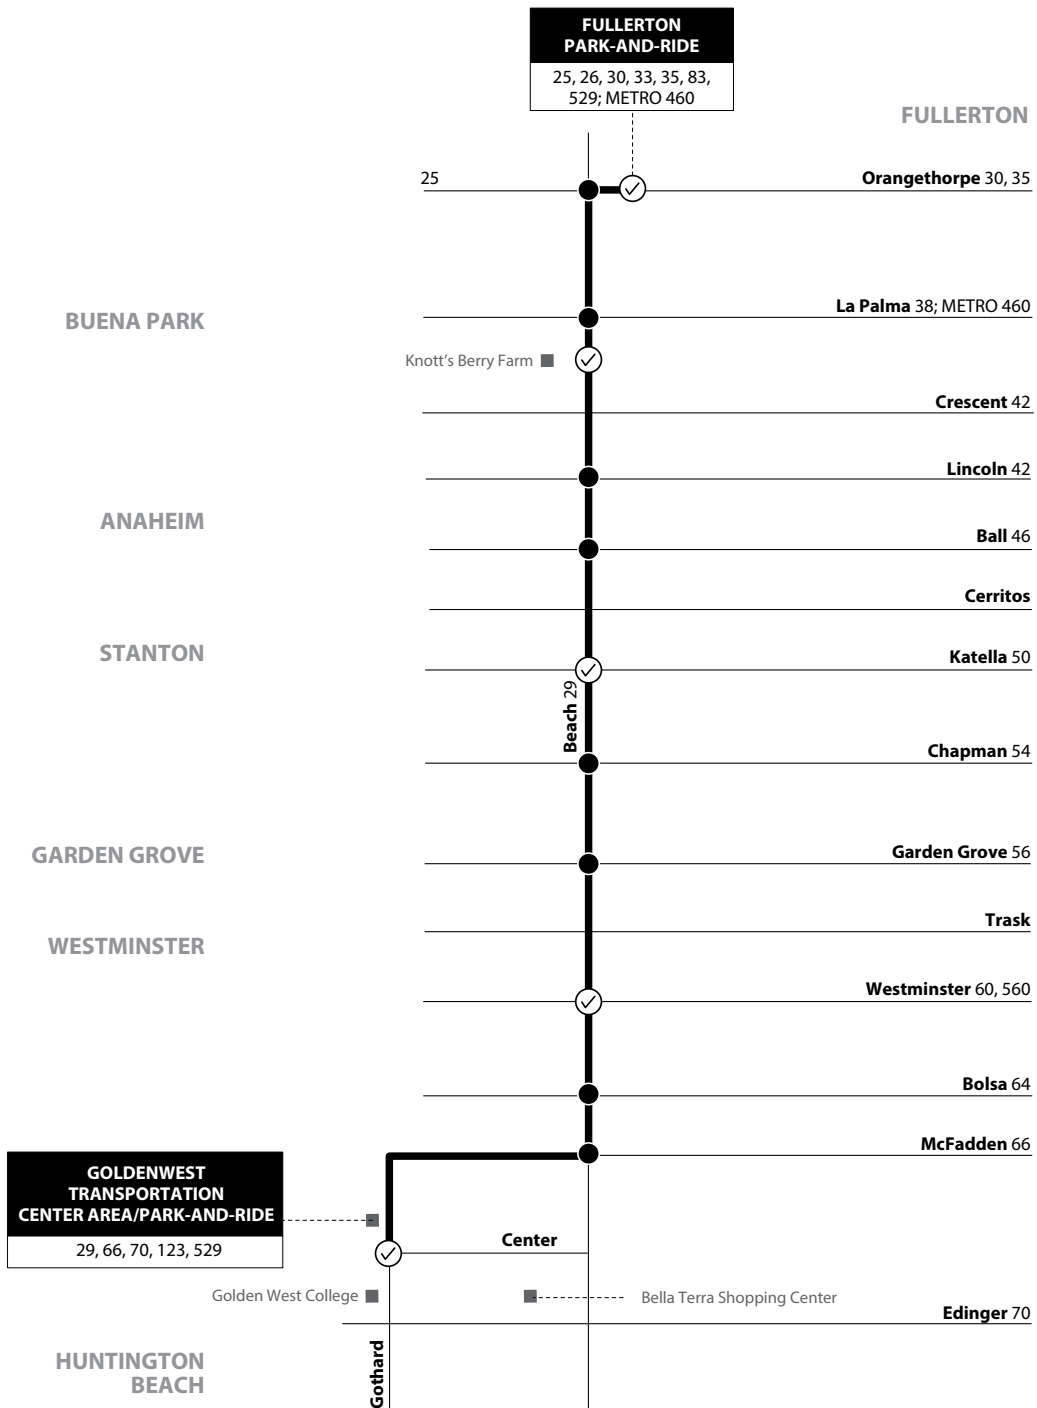 FULLERTON
PARK-AND-RIDE
25, 26, 30, 33, 35, 83,
529; METRO 460
FULLERTON
25
Orangethorpe 30, 35
La Palma 38; METRO 460
BUENA PARK
Knott's Berry Farm
Crescent 42
Lincoln 42
ANAHEIM
Ball 46
Cerritos
STANTON
Katella 50
Beach 29
Chapman 54
GARDEN GROVE
Garden Grove 56
Trask
WESTMINSTER
Westminster 60, 560
Bolsa 64
McFadden 66
GOLDENWEST
TRANSPORTATION
CENTER AREA/PARK-AND-RIDE
29, 66, 70, 123, 529
Center
Golden West College
Bella Terra Shopping Center
Edinger 70
Gothard
HUNTINGTON
BEACH